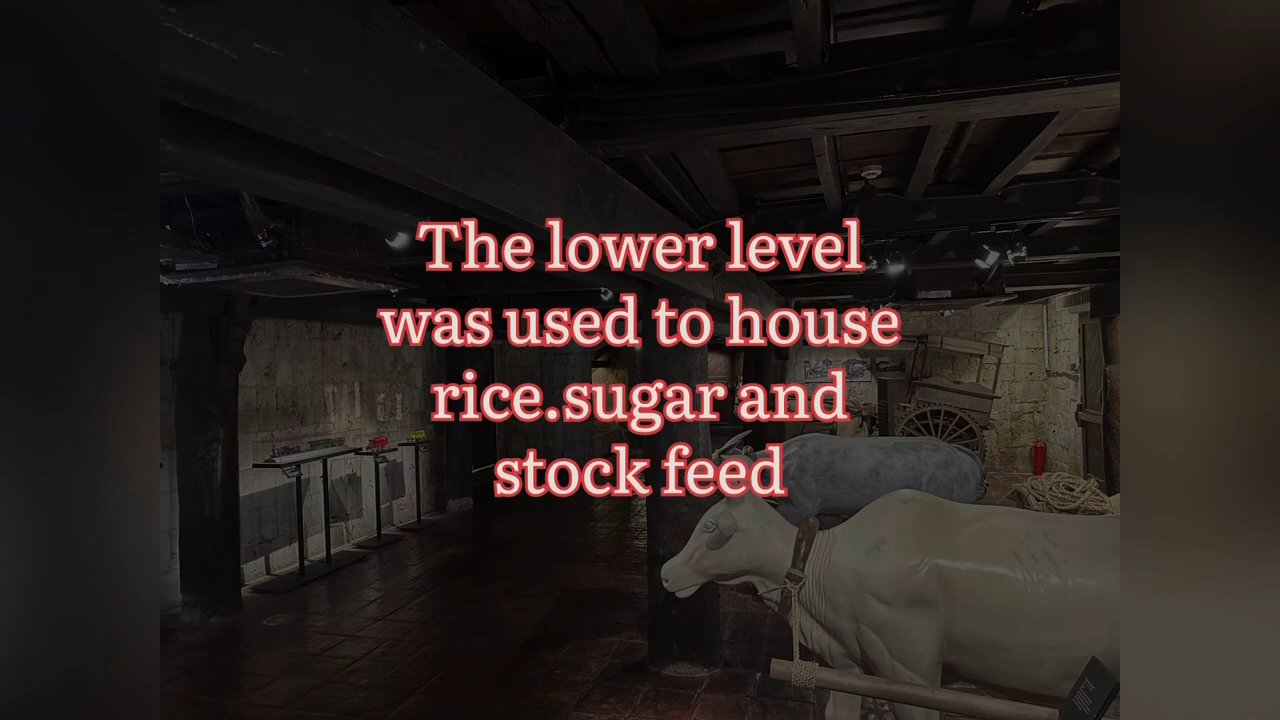 The lower level
was used to house
rice.sugar and
stock feed